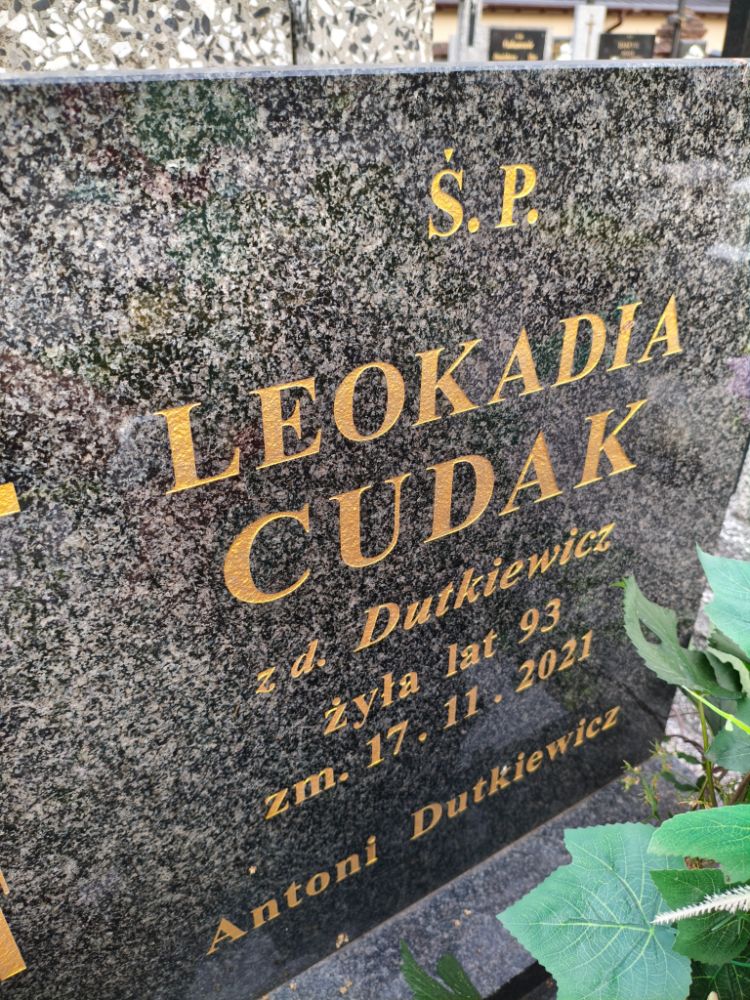 Ś. P.
LEOKADIA
CUDAK
z d. Dutkiewicz
żyła lat 93
zm. 17. 11. 2021
Antoni Dutkiewicz